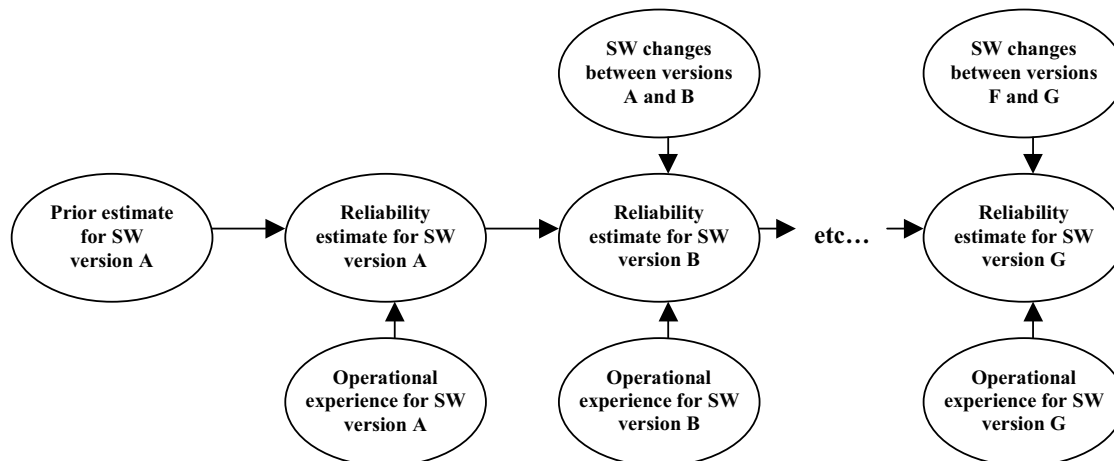 SW changes
between versions
A and B
SW changes
between versions
F and G
Prior estimate
for SW
version A
Reliability
estimate for SW
version A
Reliability
estimate for SW
version B
etc...
Reliability
estimate for SW
version G
Operational
experience for SW
version A
Operational
experience for SW
version B
Operational
experience for SW
version G